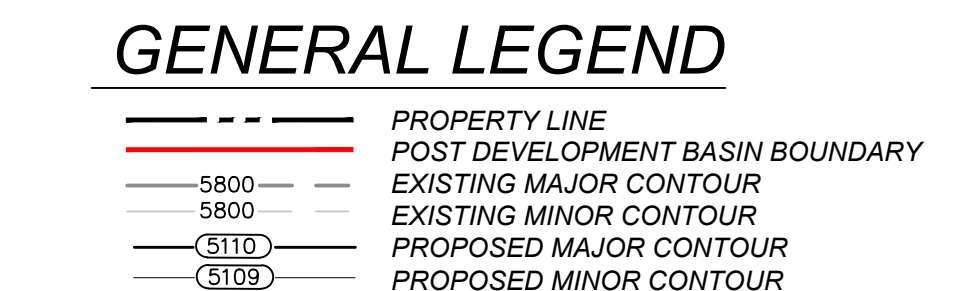 GENERAL LEGEND
PROPERTY LINE
POST DEVELOPMENT BASIN BOUNDARY
5800 EXISTING MAJOR CONTOUR
5800 EXISTING MINOR CONTOUR
5110 PROPOSED MAJOR CONTOUR
5109 PROPOSED MINOR CONTOUR